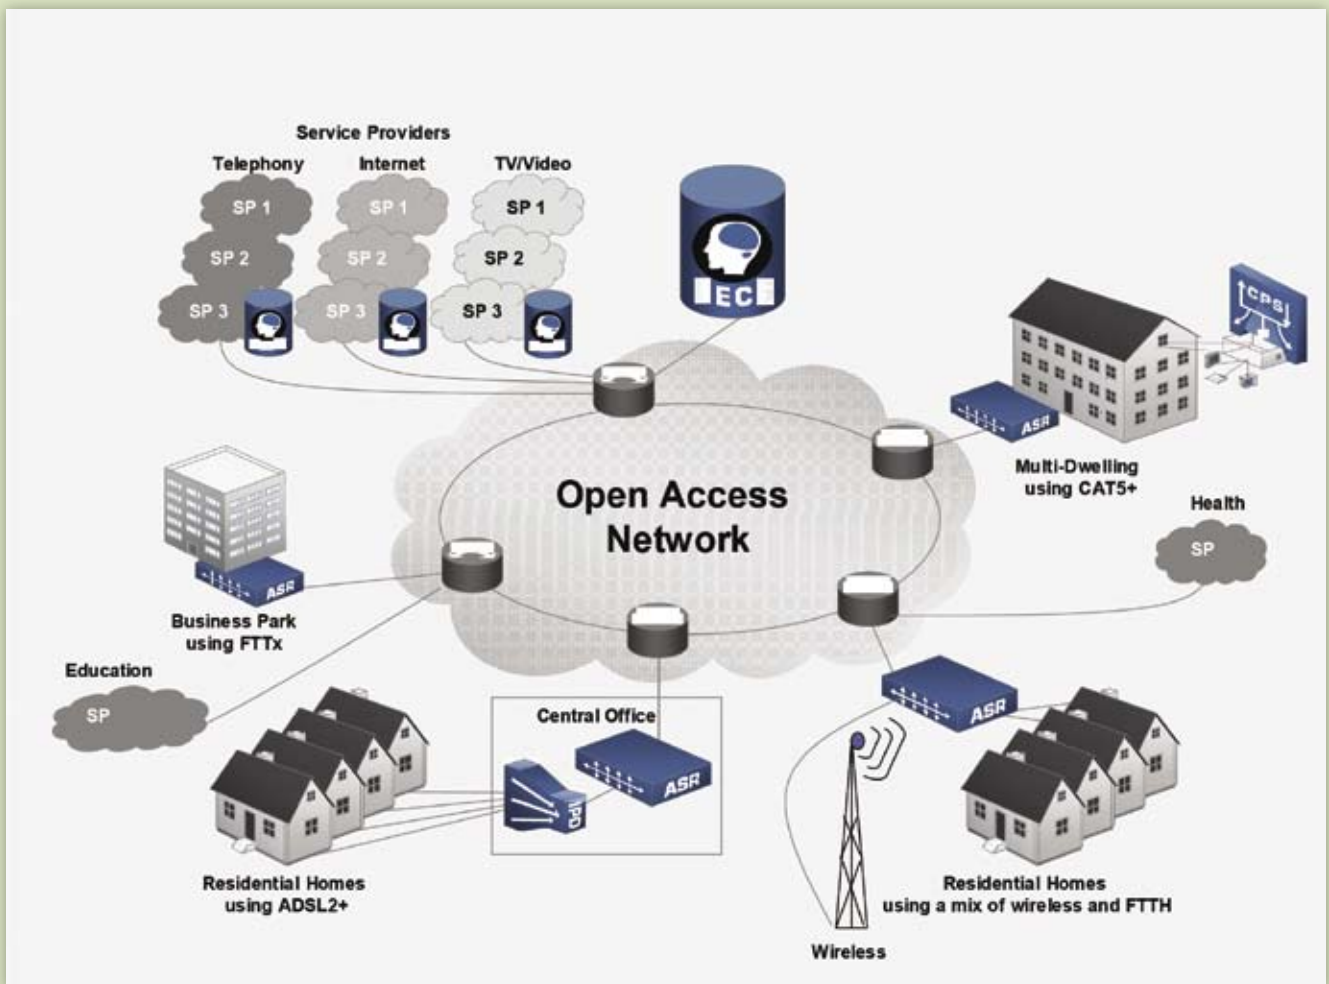 Service Providers
Telephony
Internet
TV/Video
SP 1
SP 1
SP 1
SP 2
SP 2
SP 2
SP 3
SP 3
SP 3
CPS
ASR
Multi-Dwelling
using CAT5+
Open Access
Network
Health
SP
ASR
Business Park
using FTTx
Education
SP
Central Office
ASR
ASR
Residential Homes
using ADSL2+
Residential Homes
using a mix of wireless and FTTH
Wireless